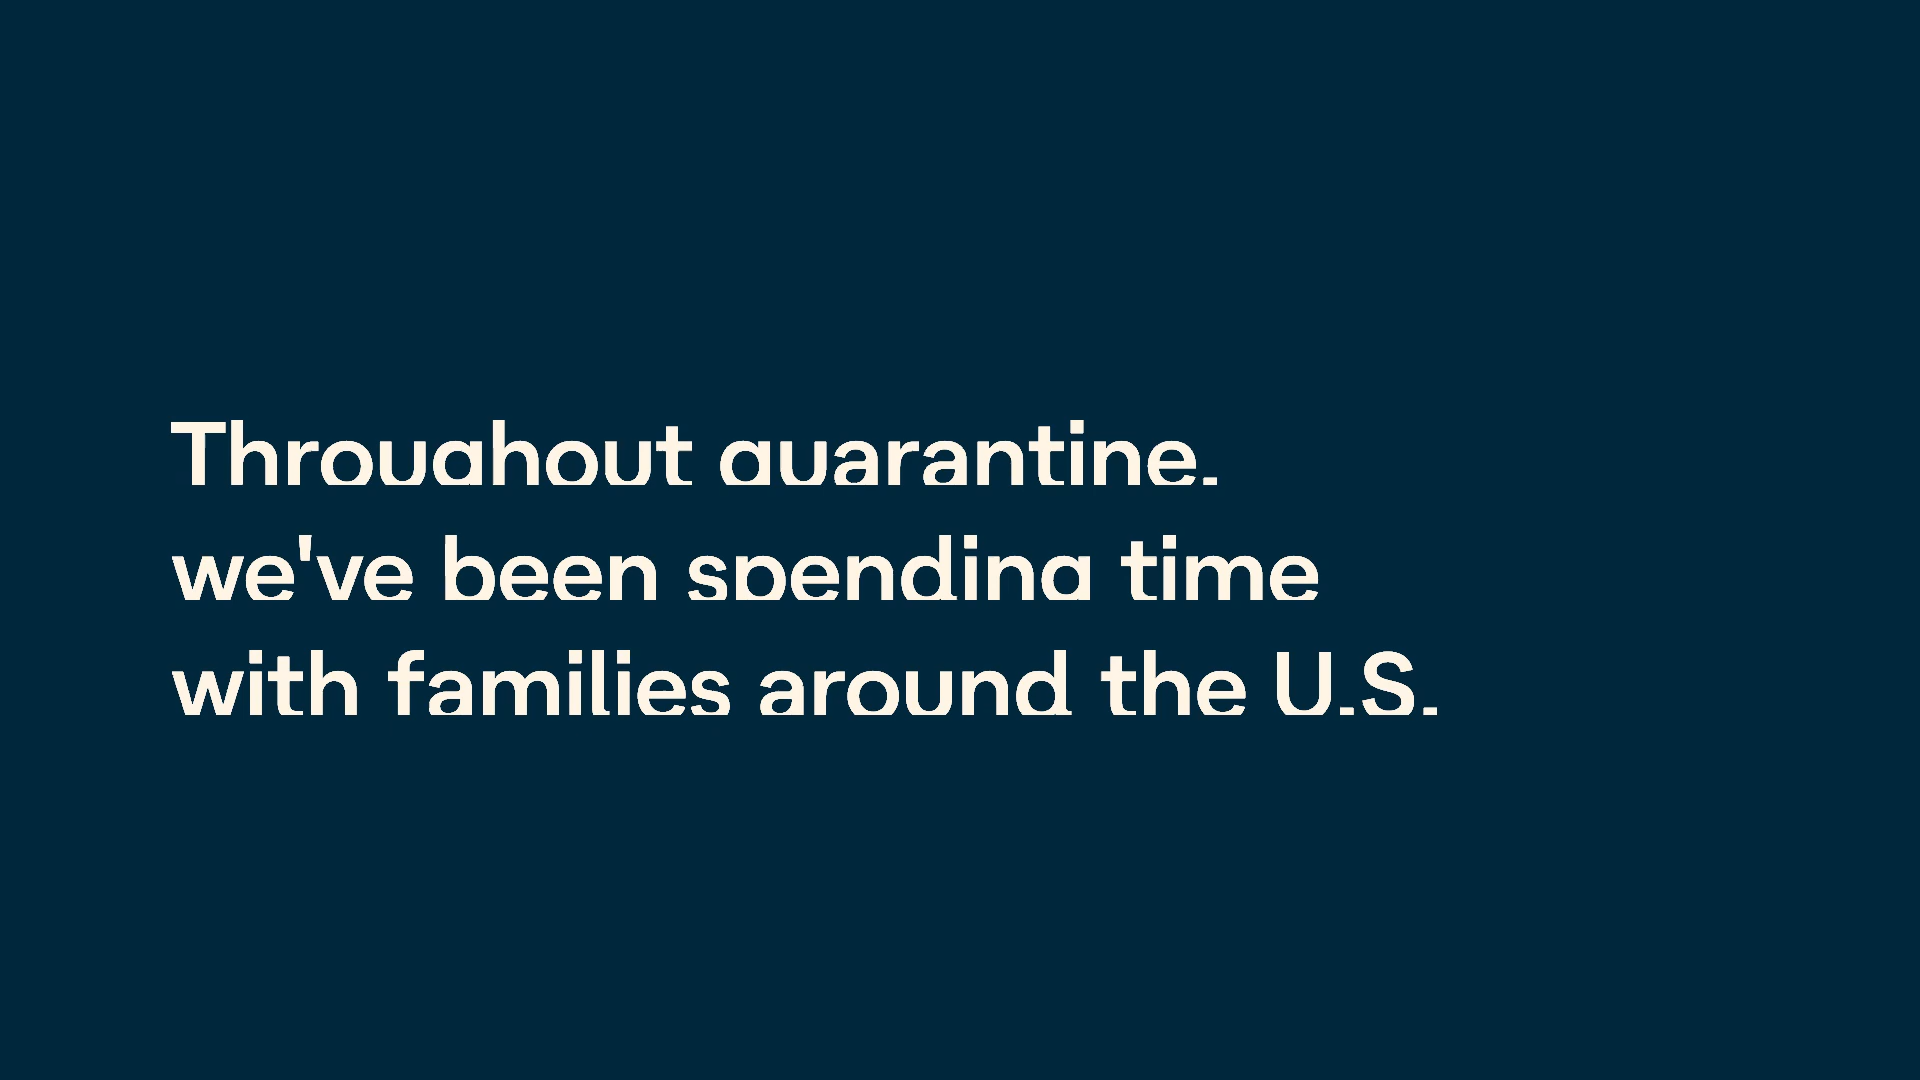 Throughout quarantine,
we've been spending time
with families around the U.S.